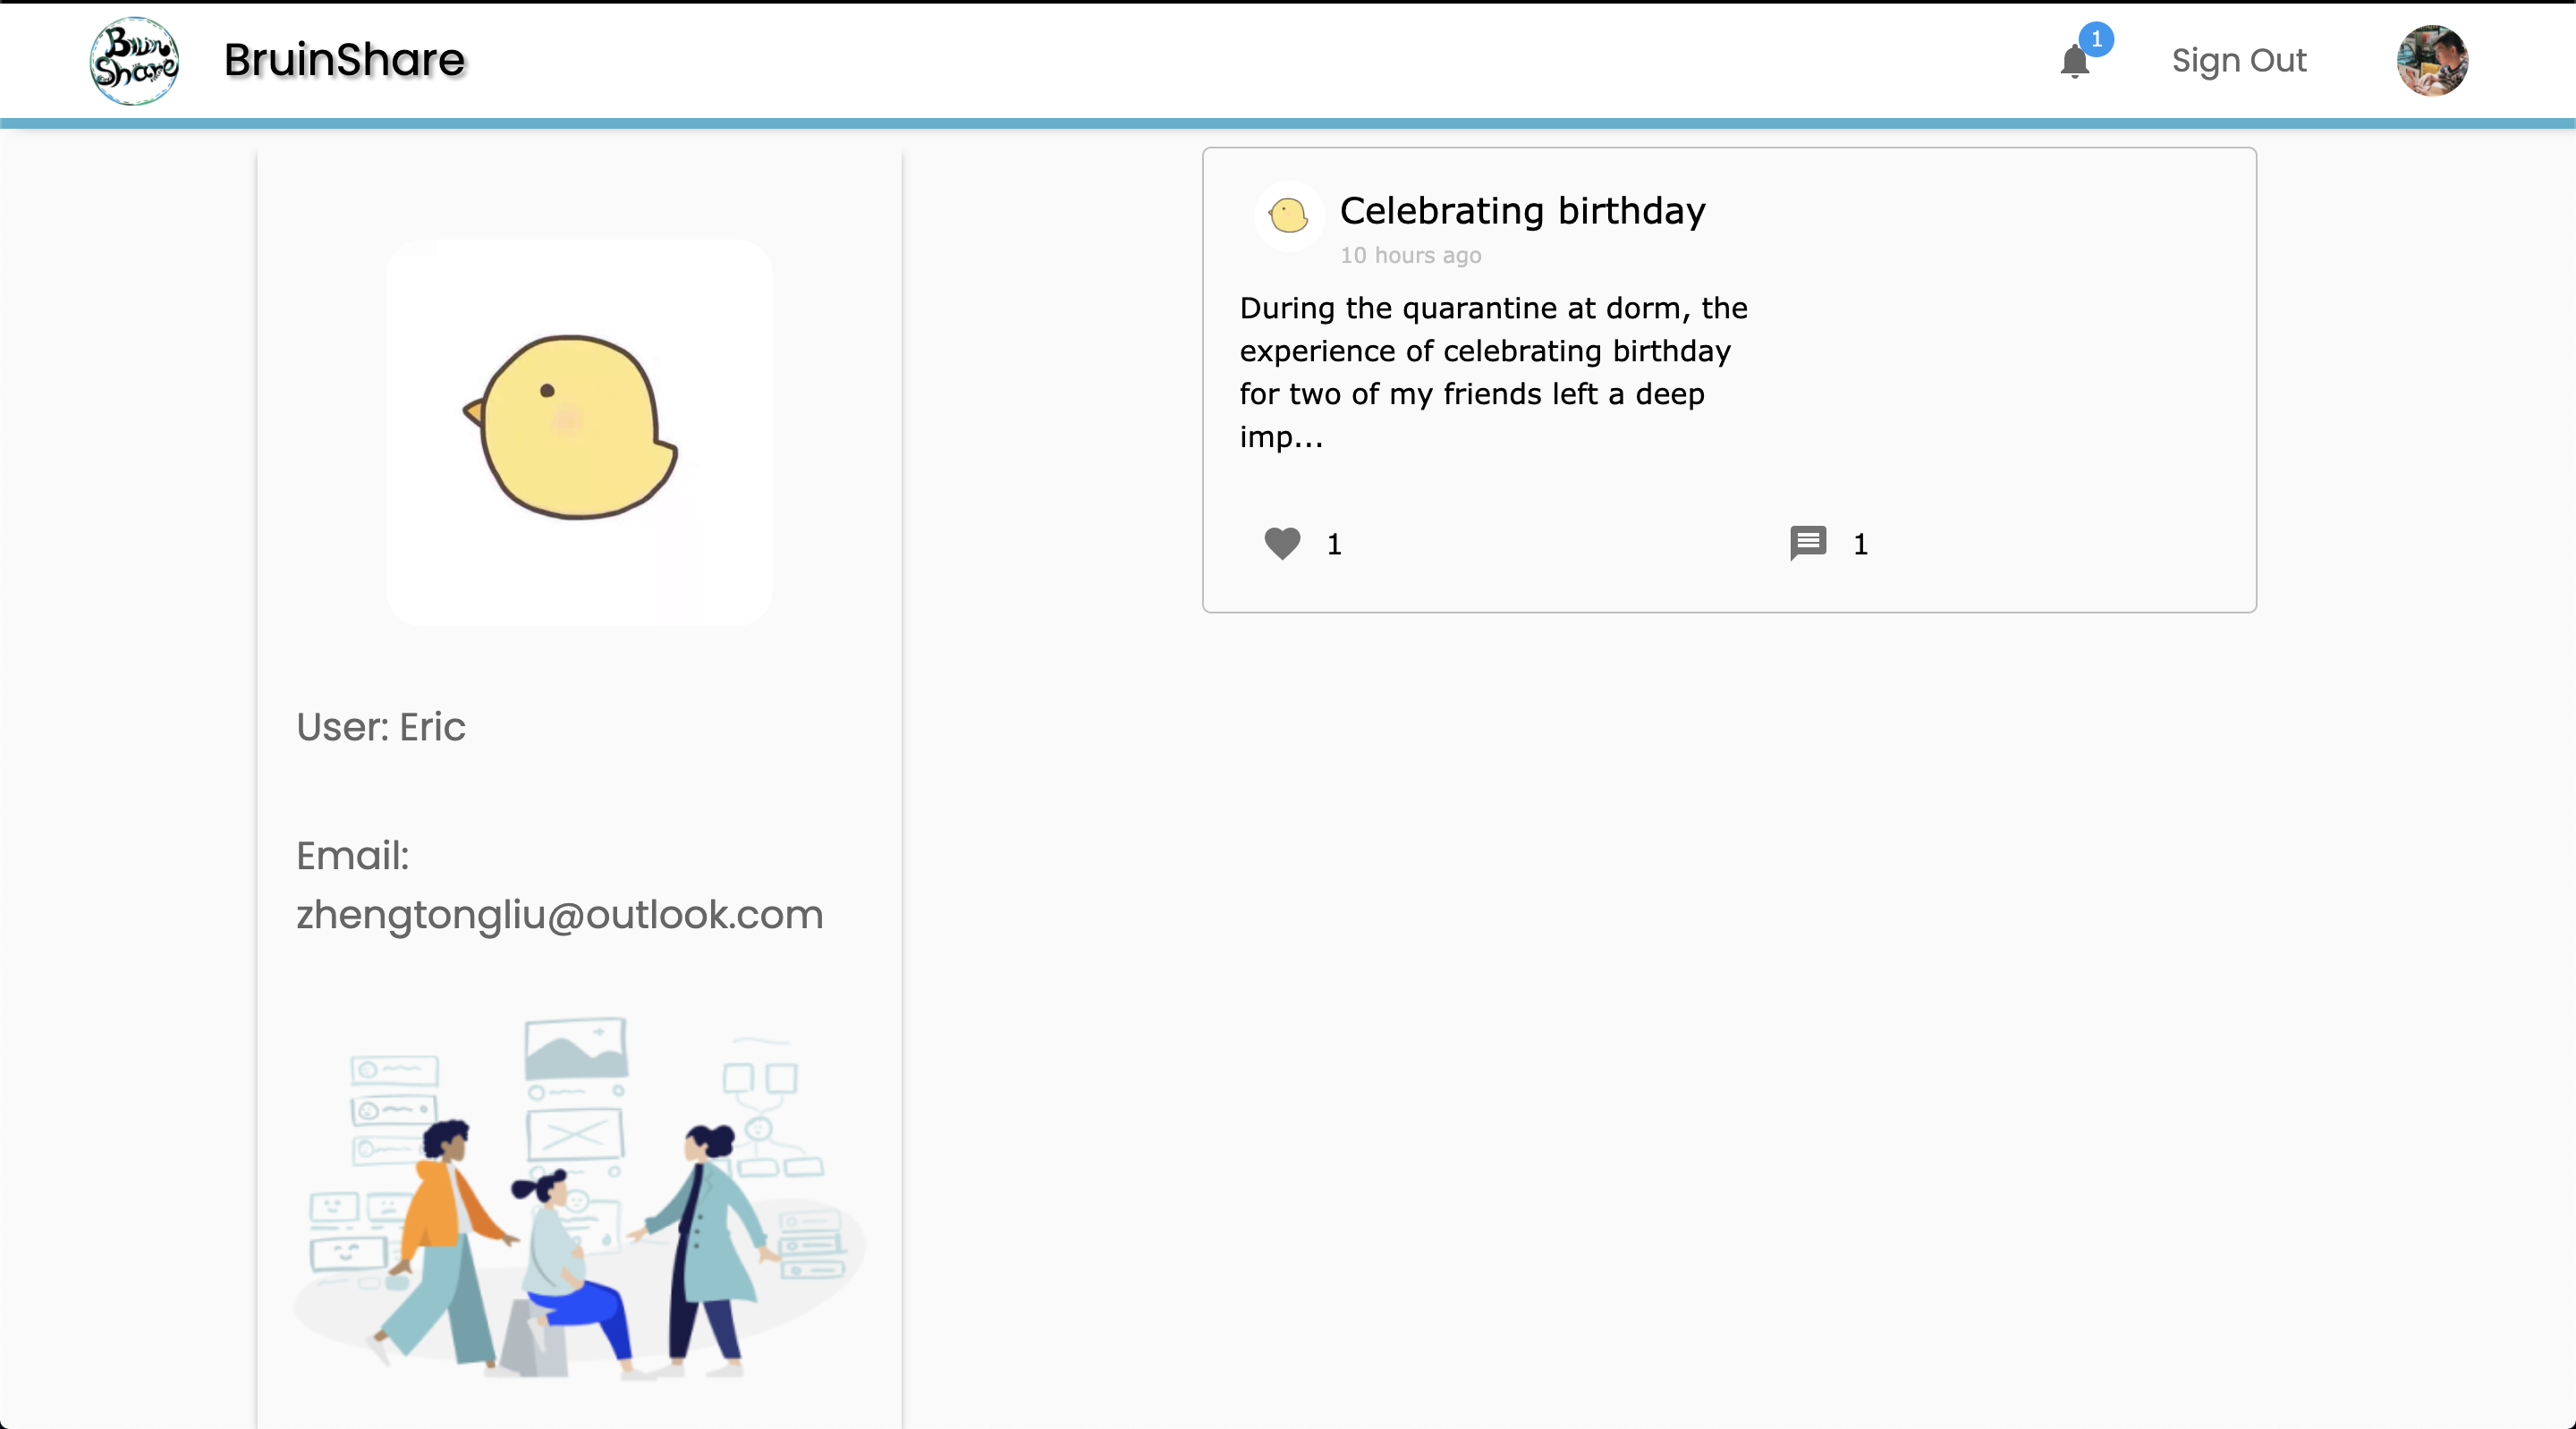 Bruin
Share
BruinShare
1
Sign Out
User: Eric
Email:
zhengtongliu@outlook.com
Celebrating birthday
10 hours ago
During the quarantine at dorm, the
experience of celebrating birthday
for two of my friends left a deep
imp...
1
1